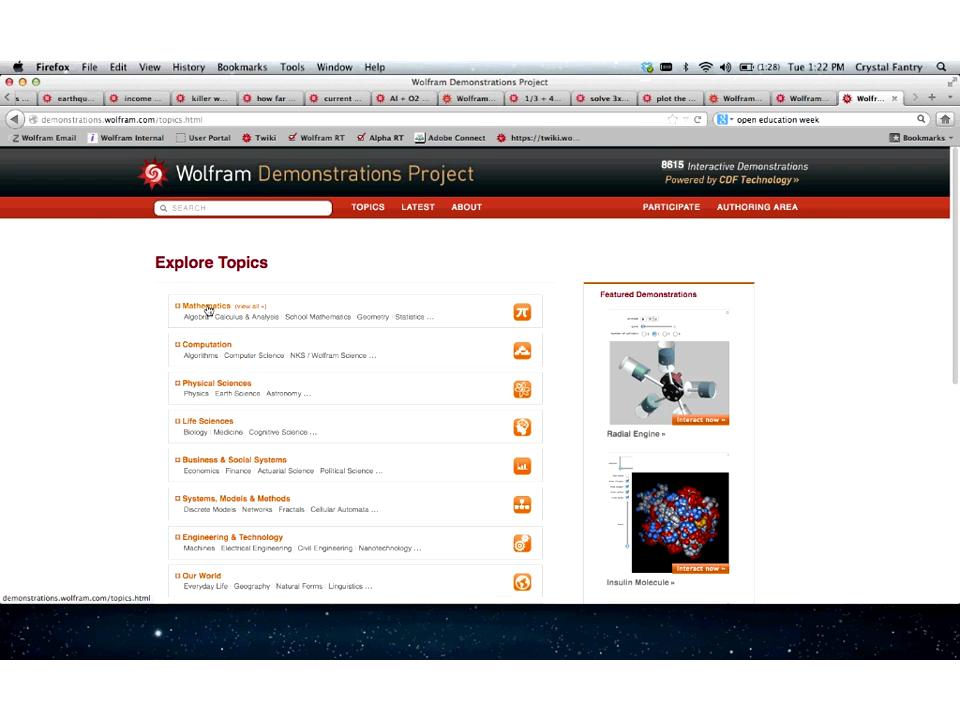 Firefox File Edit View History Bookmarks Tools Window Help (1:28) Tue 1:22 PM Crystal Fantry
Wolfram Demonstrations Project
s ... earthqu... income ... killer w... how far ... current ... Al + O2 ... Wolfram... 1/3 + 4... solve 3x... plot the ... Wolfram... Wolfram... Wolfr...
demonstrations.wolfram.com/topics.html open education week
Wolfram Email Wolfram Internal User Portal Twiki Wolfram RT Alpha RT Adobe Connect https://twiki.wo... Bookmarks
Wolfram Demonstrations Project
8615 Interactive Demonstrations
Powered by CDF Technology »
SEARCH TOPICS LATEST ABOUT PARTICIPATE AUTHORING AREA
Explore Topics
Mathematics (view all »)
Algebra Calculus & Analysis School Mathematics Geometry Statistics ...
Computation
Algorithms Computer Science NKS / Wolfram Science ...
Physical Sciences
Physics Earth Science Astronomy ...
Life Sciences
Biology Medicine Cognitive Science ...
Business & Social Systems
Economics Finance Actuarial Science Political Science ...
Systems, Models & Methods
Discrete Models Networks Fractals Cellular Automata ...
Engineering & Technology
Machines Electrical Engineering Civil Engineering Nanotechnology ...
Our World
Everyday Life Geography Natural Forms Linguistics ...
Featured Demonstrations
Interact now »
Radial Engine »
Interact now »
Insulin Molecule »
demonstrations.wolfram.com/topics.html